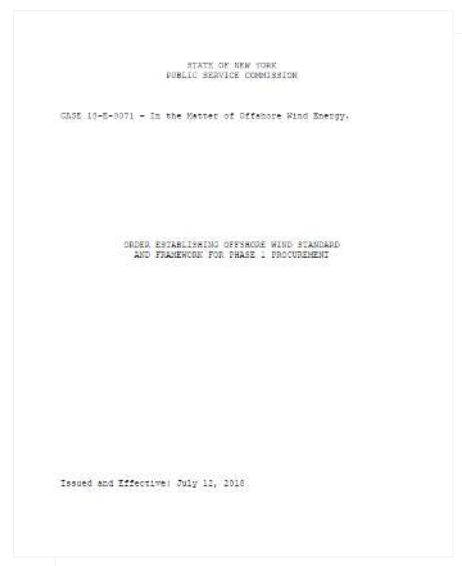 STATE OF NEW YORK
PUBLIC SERVICE COMMISSION
CASE 18-E-0071 - In the Matter of Offshore Wind Energy.
ORDER ESTABLISHING OFFSHORE WIND STANDARD
AND FRAMEWORK FOR PHASE 1 PROCUREMENT
Issued and Effective: July 12, 2018